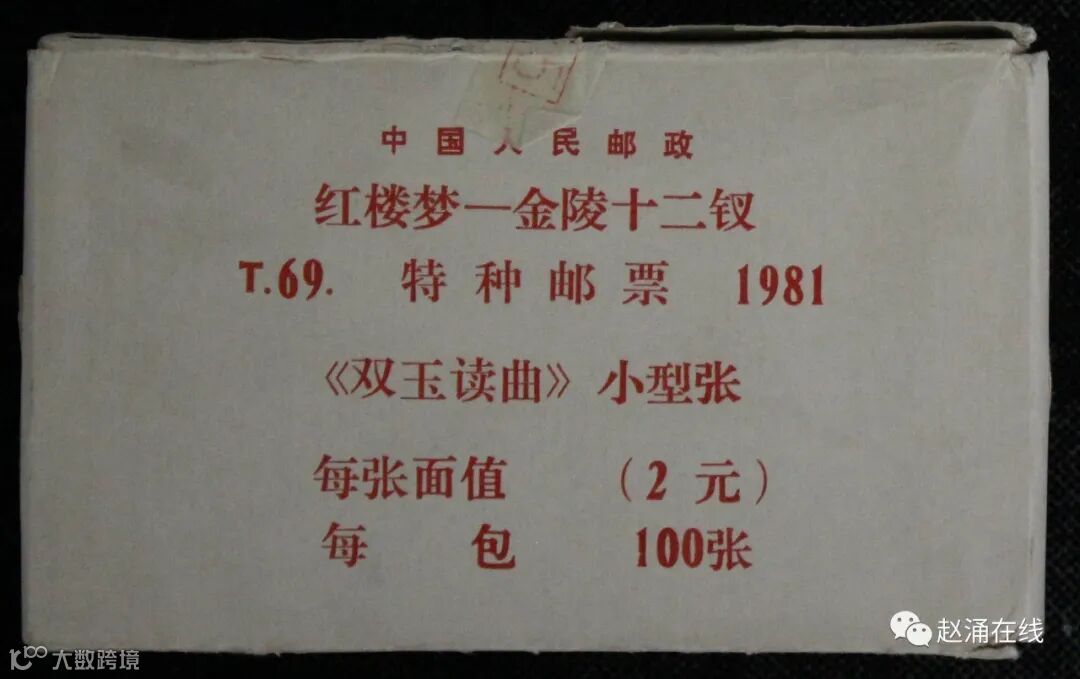 中国人民邮政
红楼梦—金陵十二钗
T.69. 特种邮票 1981
《双玉读曲》小型张
每张面值 (2元)
每包 100张
赵涌在线
大数跨境